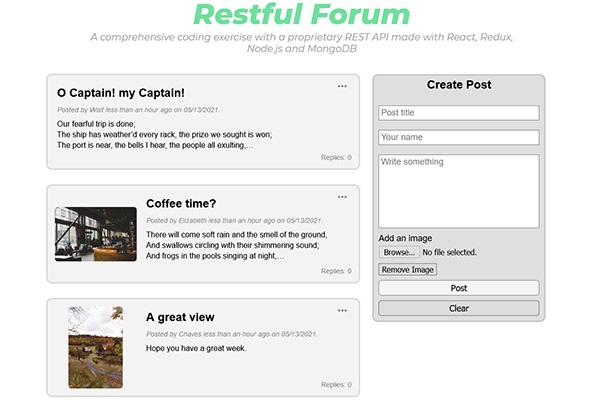 Restful Forum
A comprehensive coding exercise with a proprietary REST API made with React, Redux,
Node.js and MongoDB
O Captain! my Captain!
Posted by Walt less than an hour ago on 05/13/2021.
Our fearful trip is done;
The ship has weather'd every rack, the prize we sought is won;
The port is near, the bells I hear, the people all exulting,…
Replies: 0
Coffee time?
Posted by Elizabeth less than an hour ago on 05/13/2021.
There will come soft rain and the smell of the ground,
And swallows circling with their shimmering sound;
And frogs in the pools singing at night,…
Replies: 0
A great view
Posted by Chaves less than an hour ago on 05/13/2021.
Hope you have a great week.
Replies: 0
Create Post
Post title
Your name
Write something
Add an image
Browse... No file selected.
Remove Image
Post
Clear